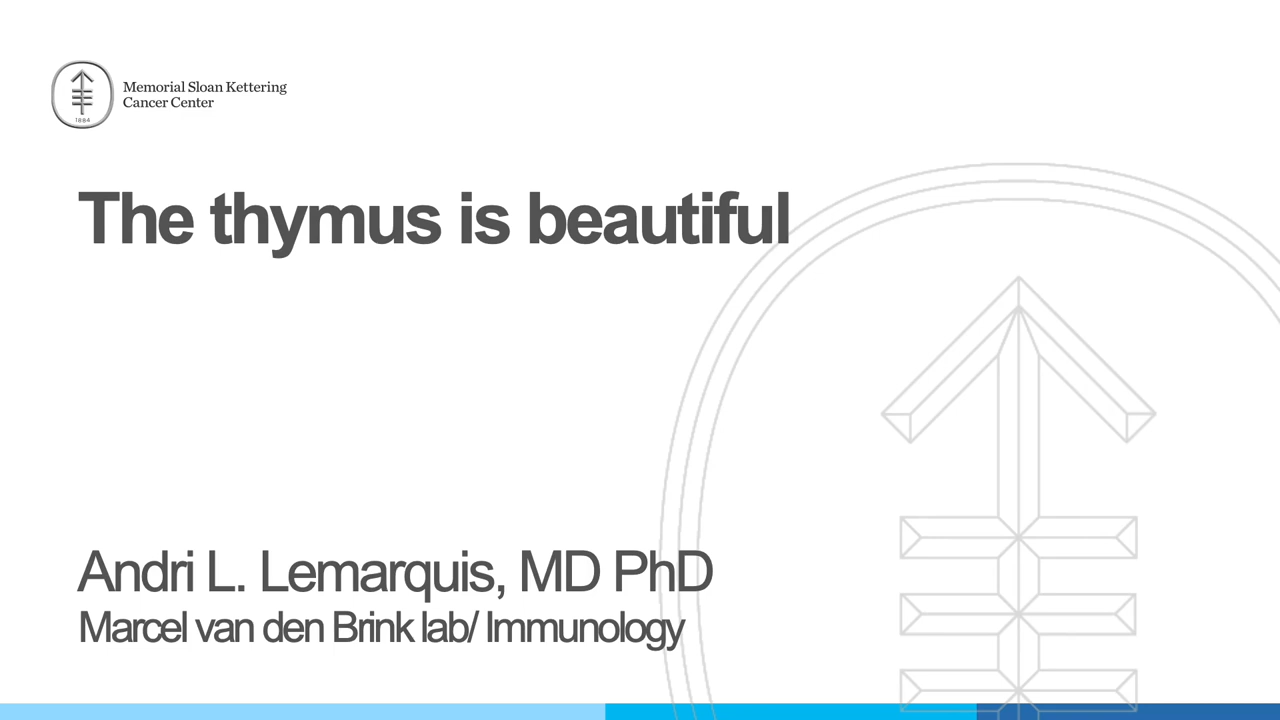 Memorial Sloan Kettering
Cancer Center
1884
The thymus is beautiful
Andri L. Lemarquis, MD PhD
Marcel van den Brink lab/ Immunology